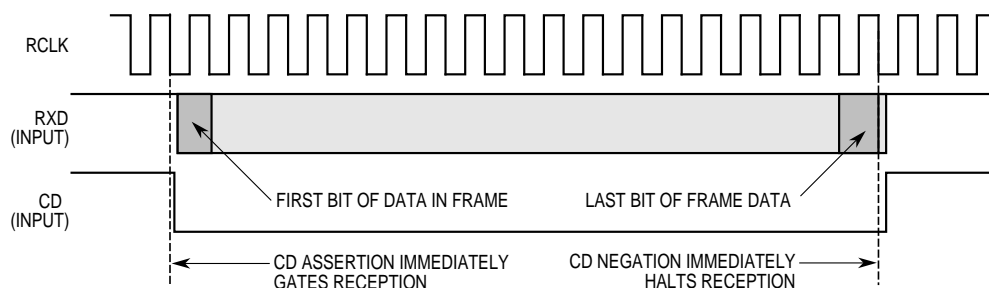 RCLK
RXD
(INPUT)
FIRST BIT OF DATA IN FRAME
LAST BIT OF FRAME DATA
CD
(INPUT)
CD ASSERTION IMMEDIATELY
GATES RECEPTION
CD NEGATION IMMEDIATELY
HALTS RECEPTION